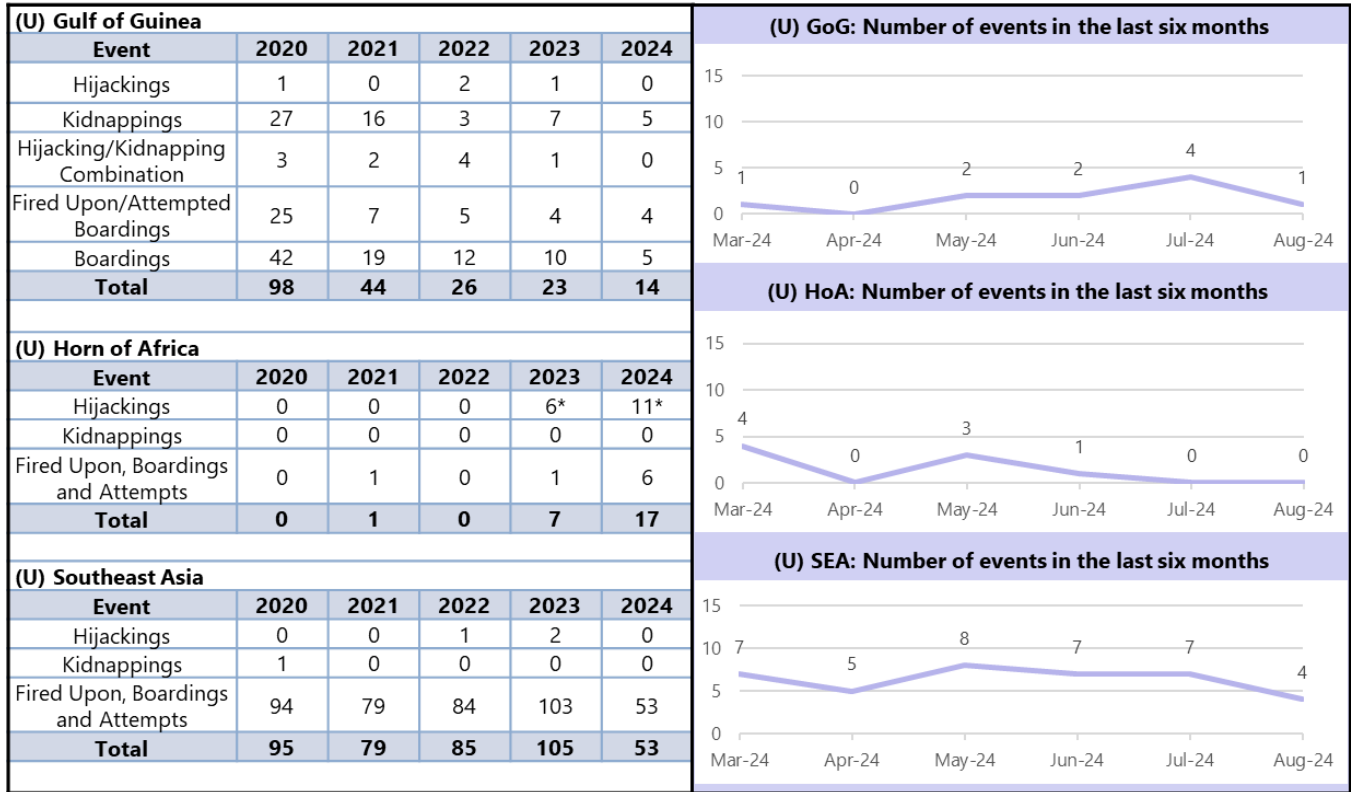 (U) Gulf of Guinea
Event 2020 2021 2022 2023 2024
Hijackings 1 0 2 1 0
Kidnappings 27 16 3 7 5
Hijacking/Kidnapping
Combination 3 2 4 1 0
Fired Upon/Attempted
Boardings 25 7 5 4 4
Boardings 42 19 12 10 5
Total 98 44 26 23 14
(U) Horn of Africa
Event 2020 2021 2022 2023 2024
Hijackings 0 0 0 6* 11*
Kidnappings 0 0 0 0 0
Fired Upon, Boardings
and Attempts 0 1 0 1 6
Total 0 1 0 7 17
(U) Southeast Asia
Event 2020 2021 2022 2023 2024
Hijackings 0 0 1 2 0
Kidnappings 1 0 0 0 0
Fired Upon, Boardings
and Attempts 94 79 84 103 53
Total 95 79 85 105 53
(U) GoG: Number of events in the last six months
15
10
5
0
1 0 2 2 4 1
Mar-24 Apr-24 May-24 Jun-24 Jul-24 Aug-24
(U) HoA: Number of events in the last six months
15
10
5
0
4 0 3 1 0 0
Mar-24 Apr-24 May-24 Jun-24 Jul-24 Aug-24
(U) SEA: Number of events in the last six months
15
10
5
0
7 5 8 7 7 4
Mar-24 Apr-24 May-24 Jun-24 Jul-24 Aug-24